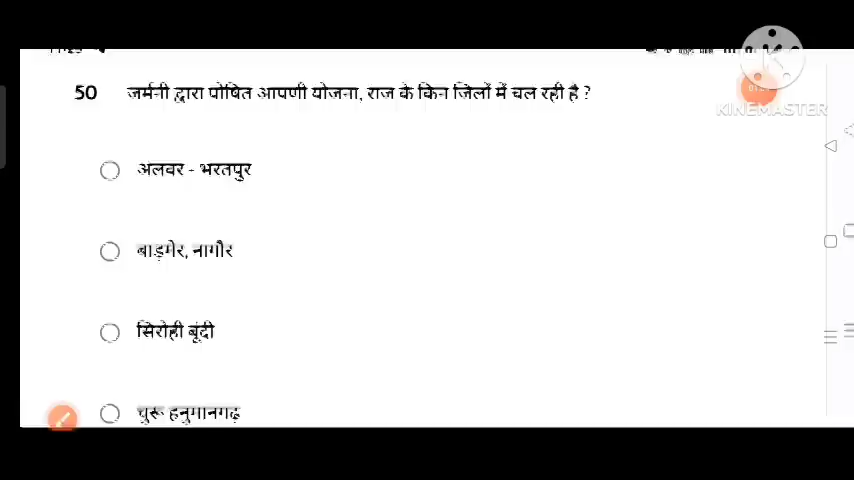 KINEMASTER
50 जर्मनी द्वारा पोषित आपणी योजना, राज के किन जिलों में चल रही है ?
अलवर - भरतपुर
बाड़मेर, नागौर
सिरोही बूंदी
चुरू हनुमानगढ़